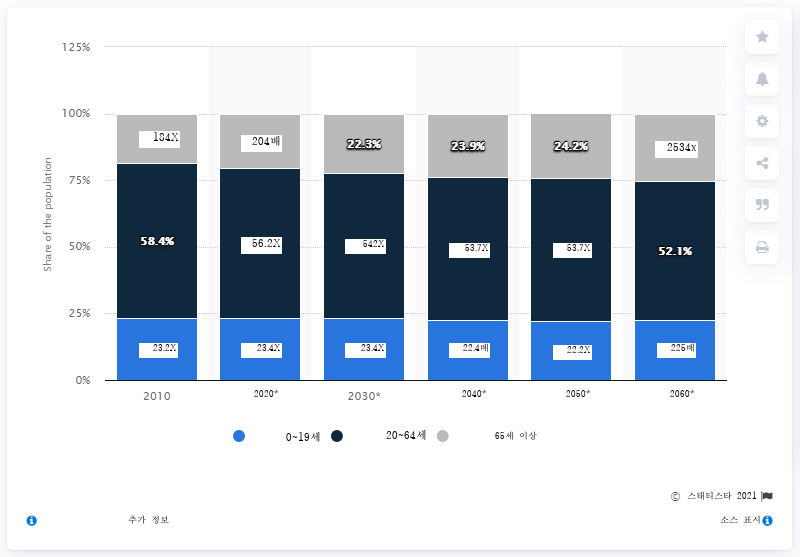 125%
100%
75%
50%
25%
0%
Share of the population
184X
204배
22.3%
23.9%
24.2%
2534x
58.4%
56.2X
542X
53.7X
53.7X
52.1%
23.2X
23.4X
23.4X
22.4배
22.2X
225배
2010
2020*
2030*
2040*
2050*
2060*
0~19세
20~64세
65세 이상
© 스태티스타 2021
추가 정보
소스 표시